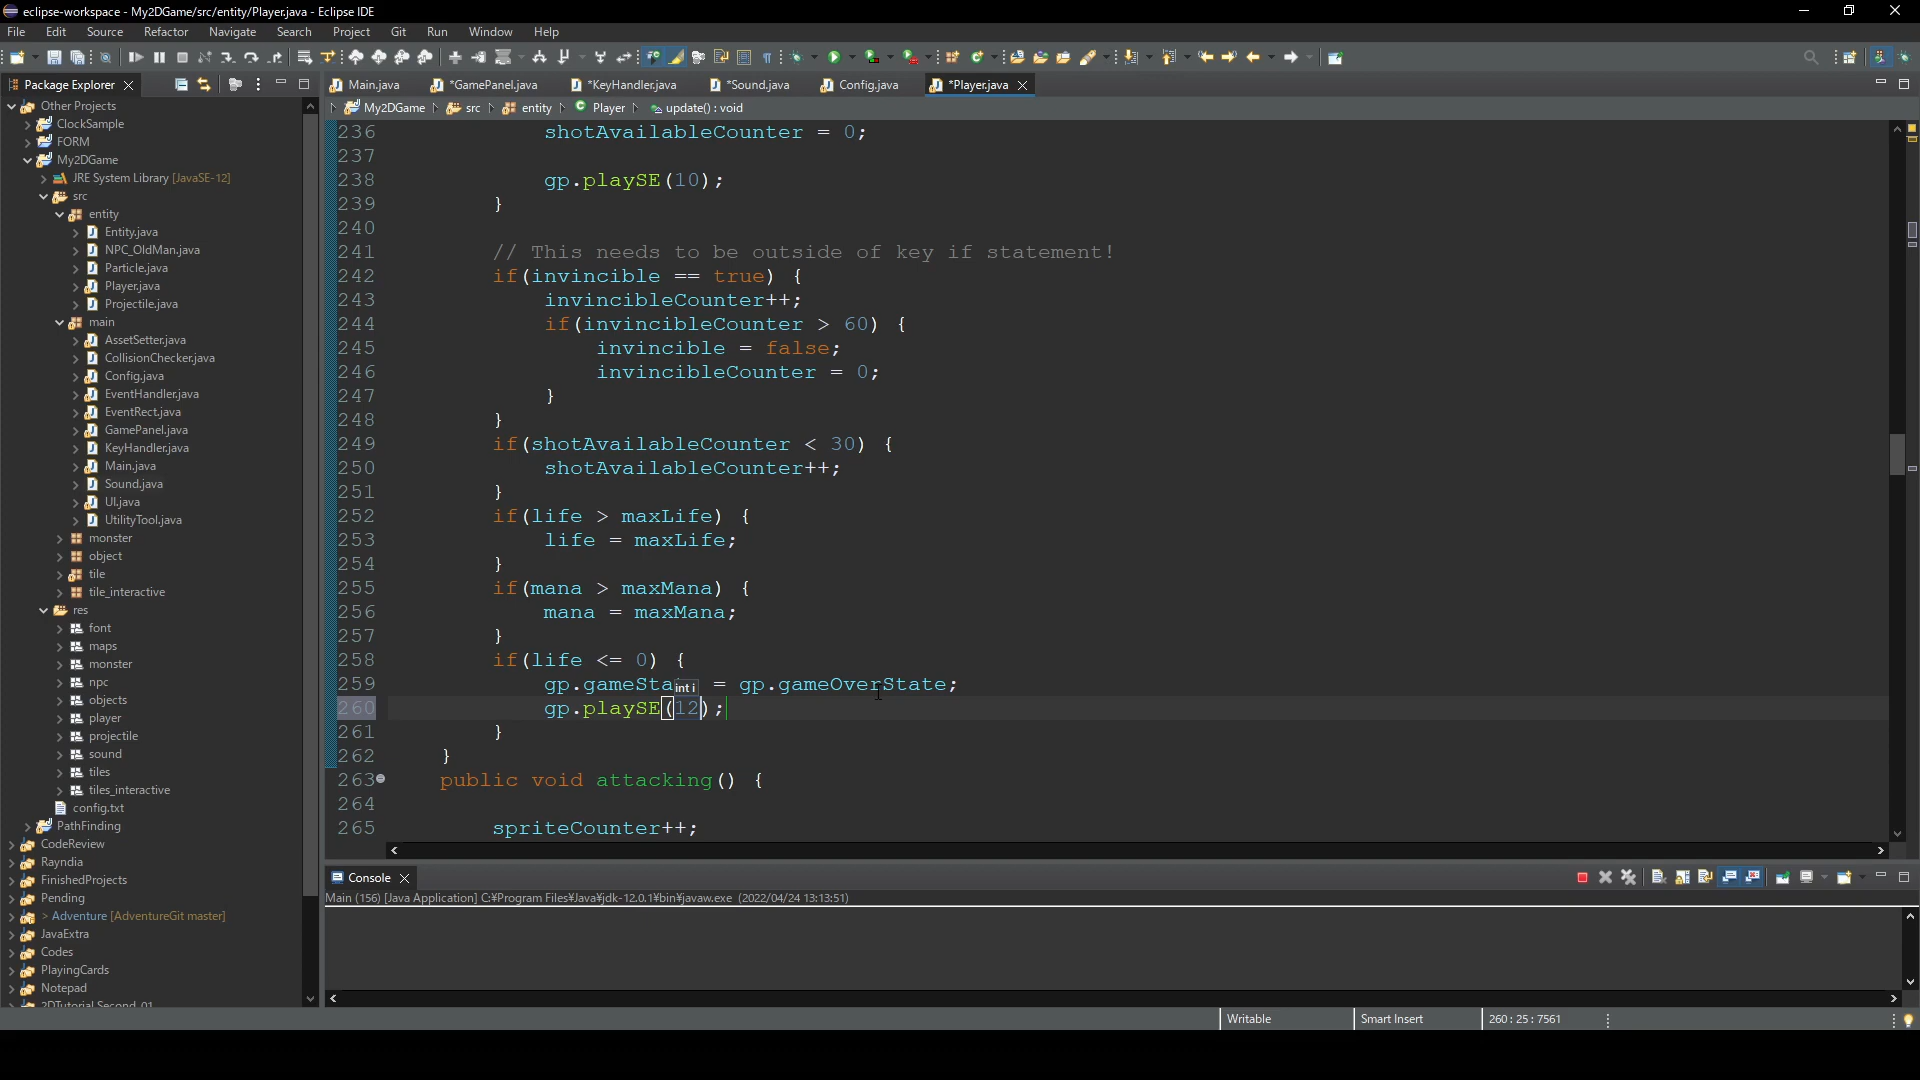 eclipse-workspace - My2DGame/src/entity/Player.java - Eclipse IDE
File Edit Source Refactor Navigate Search Project Git Run Window Help
Package Explorer
Main.java *GamePanel.java *KeyHandler.java *Sound.java Config.java *Player.java
My2DGame src entity Player update() : void
Other Projects
ClockSample
FORM
My2DGame
JRE System Library [JavaSE-12]
src
entity
Entity.java
NPC_OldMan.java
Particle.java
Player.java
Projectile.java
main
AssetSetter.java
CollisionChecker.java
Config.java
EventHandler.java
EventRect.java
GamePanel.java
KeyHandler.java
Main.java
Sound.java
UI.java
UtilityTool.java
monster
object
tile
tile_interactive
res
font
maps
monster
npc
objects
player
projectile
sound
tiles
tiles_interactive
config.txt
PathFinding
CodeReview
Rayndia
FinishedProjects
Pending
> Adventure [AdventureGit master]
JavaExtra
Codes
PlayingCards
Notepad
2DTutorial Second_01
236 shotAvailableCounter = 0;
237
238 gp.playSE(10);
239 }
240
241 // This needs to be outside of key if statement!
242 if(invincible == true) {
243 invincibleCounter++;
244 if(invincibleCounter > 60) {
245 invincible = false;
246 invincibleCounter = 0;
247 }
248 }
249 if(shotAvailableCounter < 30) {
250 shotAvailableCounter++;
251 }
252 if(life > maxLife) {
253 life = maxLife;
254 }
255 if(mana > maxMana) {
256 mana = maxMana;
257 }
258 if(life <= 0) {
259 gp.gameSta int i = gp.gameOverState;
260 gp.playSE(12);
261 }
262 }
263 public void attacking() {
264
265 spriteCounter++;
Console
Main (156) [Java Application] C:¥Program Files¥Java¥jdk-12.0.1¥bin¥javaw.exe (2022/04/24 13:13:51)
Writable Smart Insert 260 : 25 : 7561